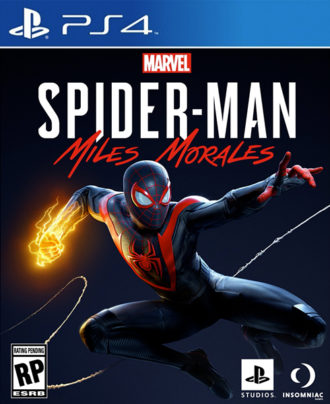 PS4
MARVEL
SPIDER-MAN
MILES MORALES
RATING PENDING
RP
ESRB
STUDIOS
INSOMNIAC